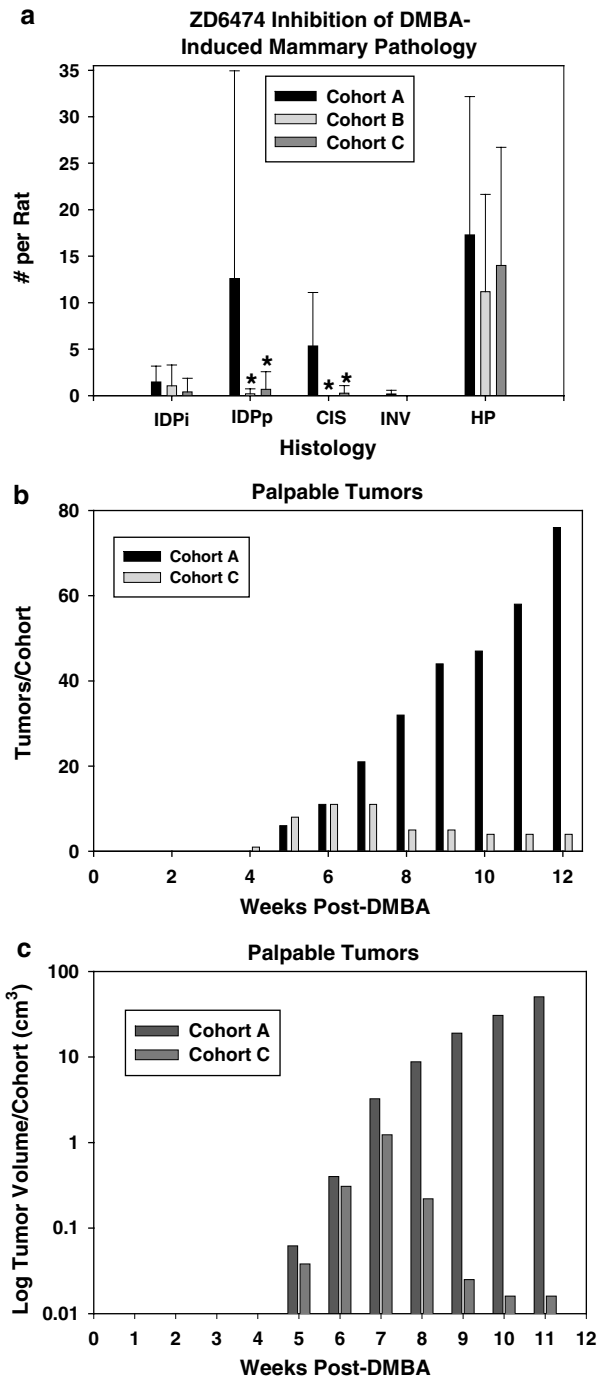 a
ZD6474 Inhibition of DMBA-
Induced Mammary Pathology
35
30
25
20
15
10
5
0
# per Rat
Cohort A
Cohort B
Cohort C
* * * *
IDPi IDPp CIS INV HP
Histology
b
Palpable Tumors
80
60
40
20
0
Tumors/Cohort
Cohort A
Cohort C
0 2 4 6 8 10 12
Weeks Post-DMBA
c
Palpable Tumors
100
10
1
0.1
0.01
Log Tumor Volume/Cohort (cm³)
Cohort A
Cohort C
0 1 2 3 4 5 6 7 8 9 10 11 12
Weeks Post-DMBA